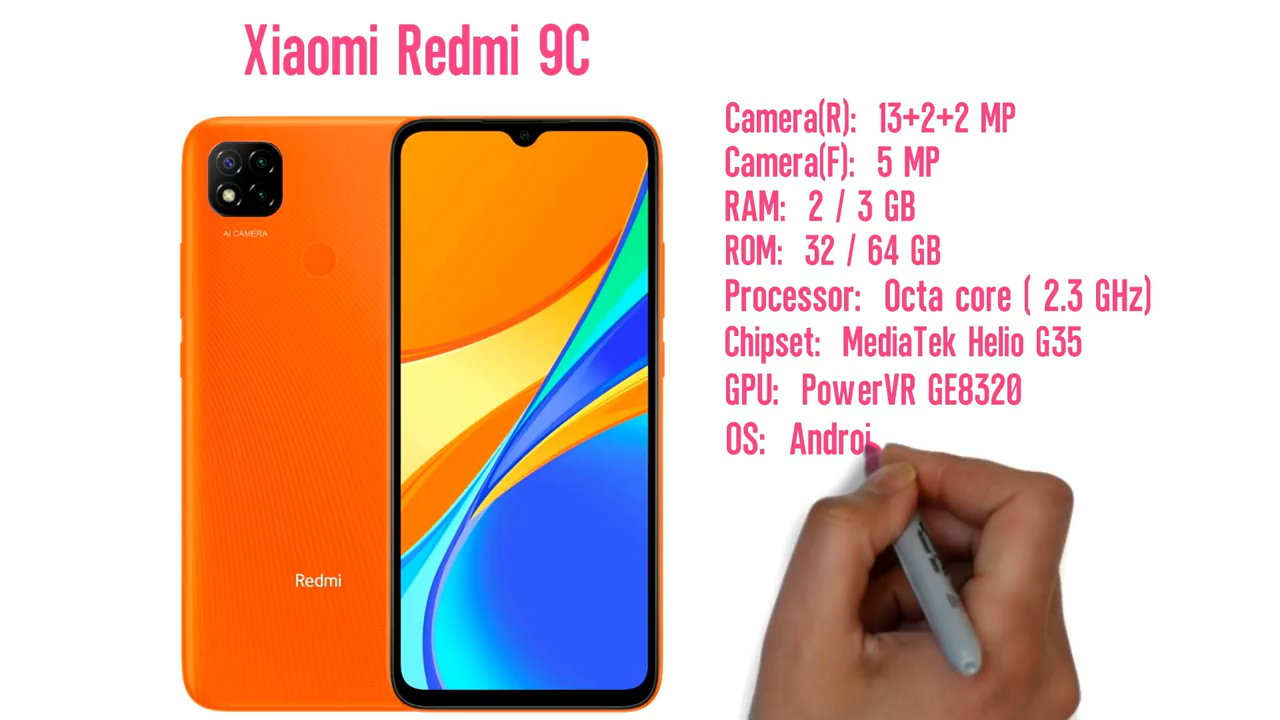 Xiaomi Redmi 9C
Camera(R): 13+2+2 MP
Camera(F): 5 MP
RAM: 2 / 3 GB
ROM: 32 / 64 GB
Processor: Octa core ( 2.3 GHz)
Chipset: MediaTek Helio G35
GPU: PowerVR GE8320
OS: Androi
AI CAMERA
Redmi